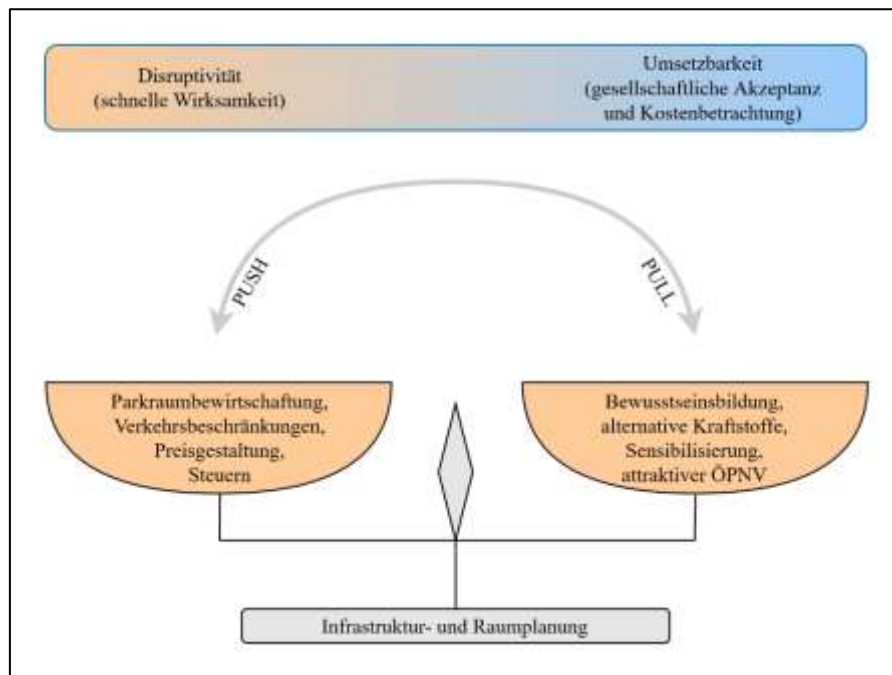 Disruptivität
(schnelle Wirksamkeit)
Umsetzbarkeit
(gesellschaftliche Akzeptanz
und Kostenbetrachtung)
PUSH
PULL
Parkraumbewirtschaftung,
Verkehrsbeschränkungen,
Preisgestaltung,
Steuern
Bewusstseinsbildung,
alternative Kraftstoffe,
Sensibilisierung,
attraktiver ÖPNV
Infrastruktur- und Raumplanung